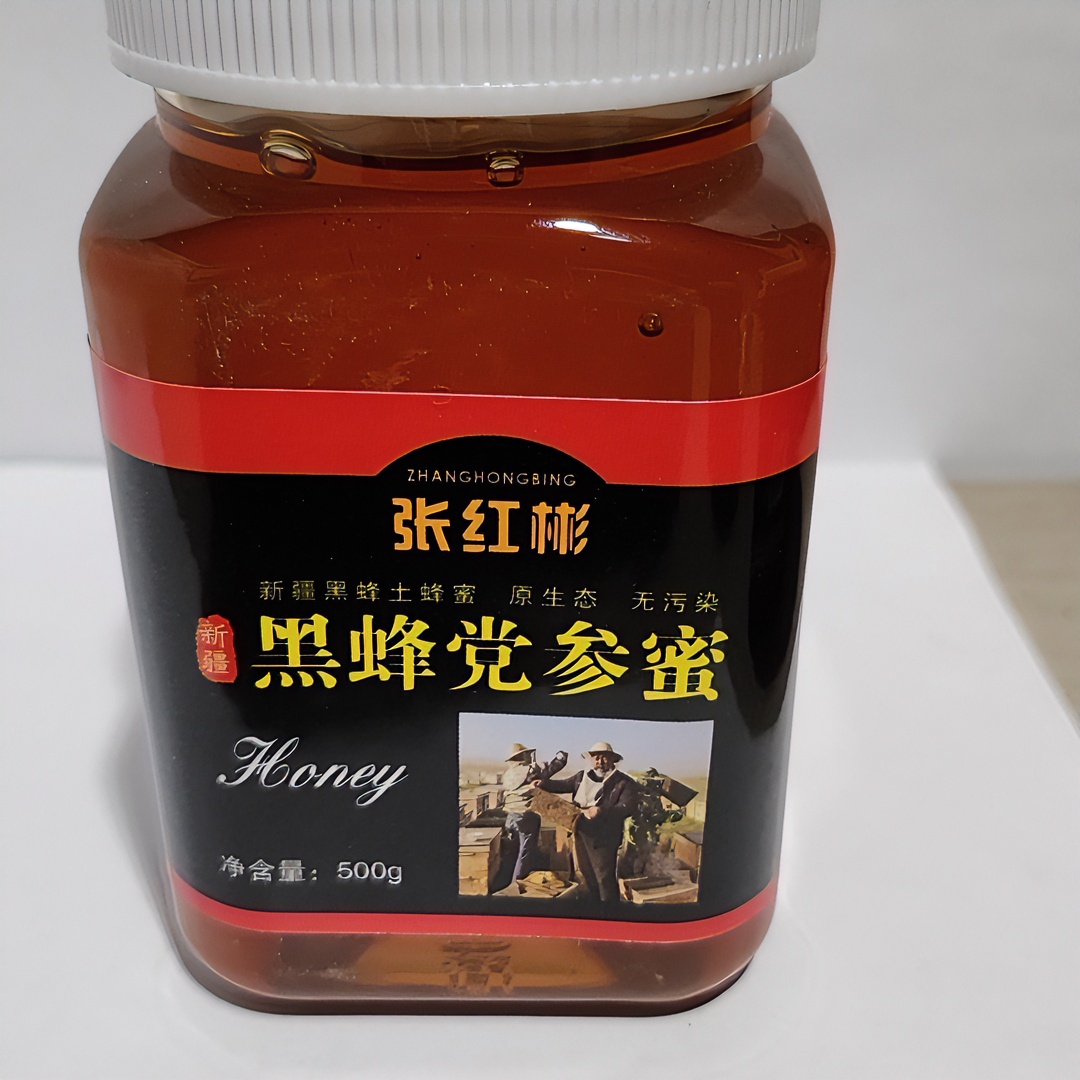 ZHANGHONGBING
张红彬
新疆黑蜂土蜂蜜 原生态 无污染
新疆
黑蜂党参蜜
Honey
净含量：500g